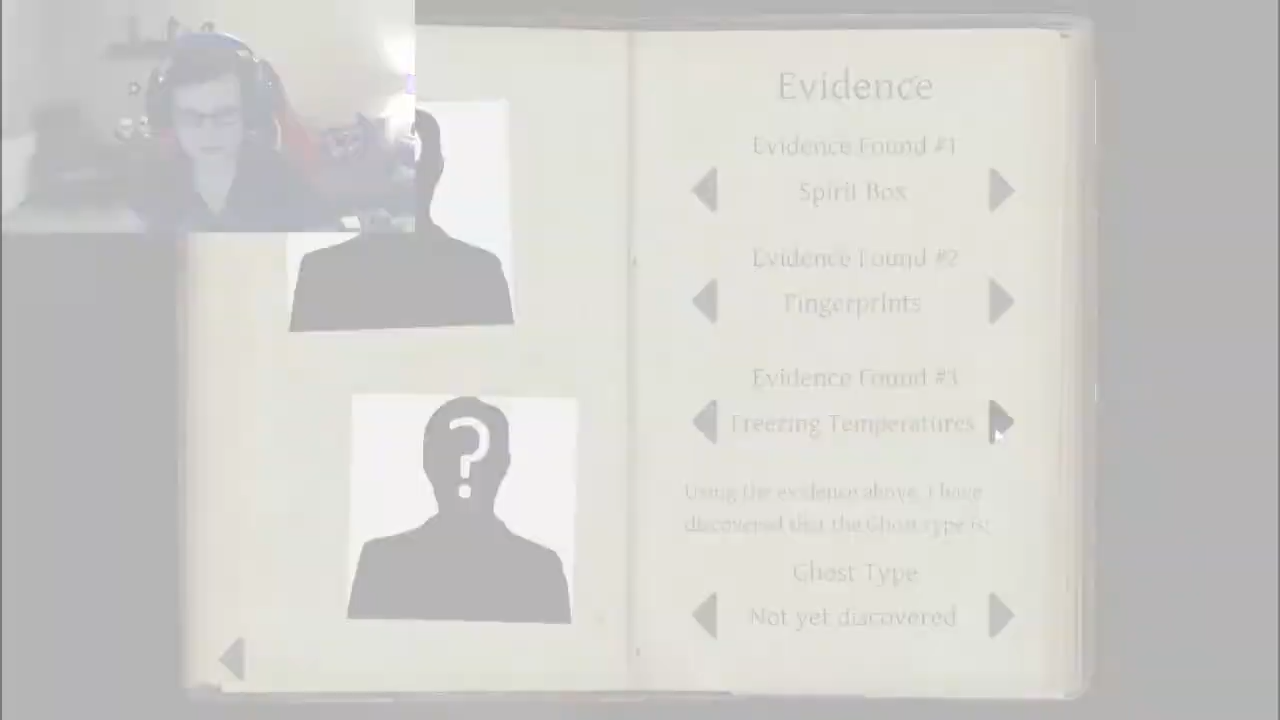 Evidence
Evidence Found #1
Spirit Box
Evidence Found #2
Fingerprints
Evidence Found #3
Freezing Temperatures
Using the evidence above, I have
discovered that the Ghost type is:
Ghost Type
Not yet discovered
?